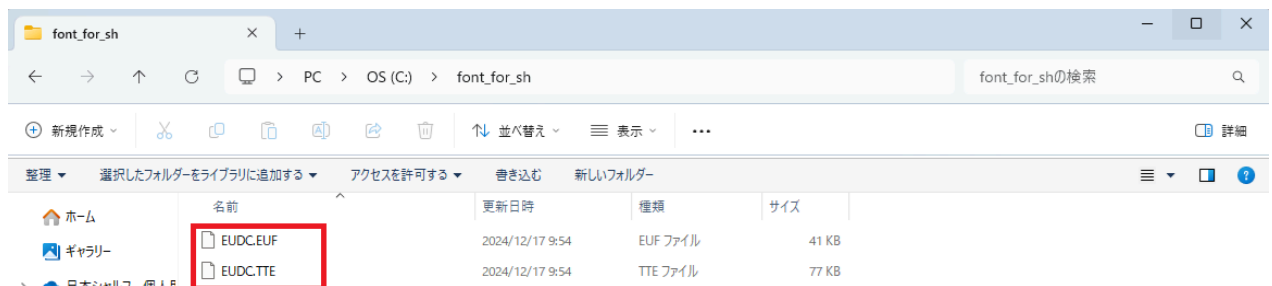 font_for_sh
PC > OS (C:) > font_for_sh font_for_shの検索
新規作成 並べ替え 表示 ... 詳細
整理 選択したフォルダーをライブラリに追加する アクセスを許可する 書き込む 新しいフォルダー
名前 更新日時 種類 サイズ
ホーム
EUDC.EUF 2024/12/17 9:54 EUF ファイル 41 KB
ギャラリー
EUDC.TTE 2024/12/17 9:54 TTE ファイル 77 KB